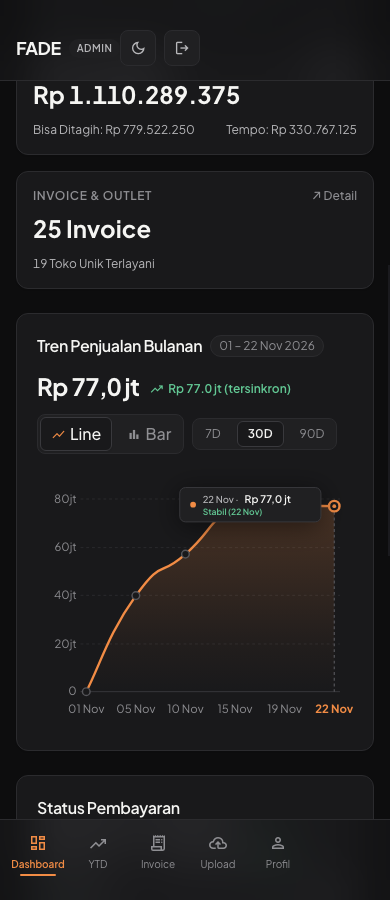 FADE ADMIN
Rp 1.110.289.375
Bisa Ditagih: Rp 779.522.250 Tempo: Rp 330.767.125
INVOICE & OUTLET Detail
25 Invoice
19 Toko Unik Terlayani
Tren Penjualan Bulanan 01 – 22 Nov 2026
Rp 77,0 jt Rp 77.0 jt (tersinkron)
Line Bar 7D 30D 90D
22 Nov · Rp 77,0 jt
Stabil (22 Nov)
80jt
60jt
40jt
20jt
0
01 Nov 05 Nov 10 Nov 15 Nov 19 Nov 22 Nov
Status Pembayaran
Dashboard YTD Invoice Upload Profil